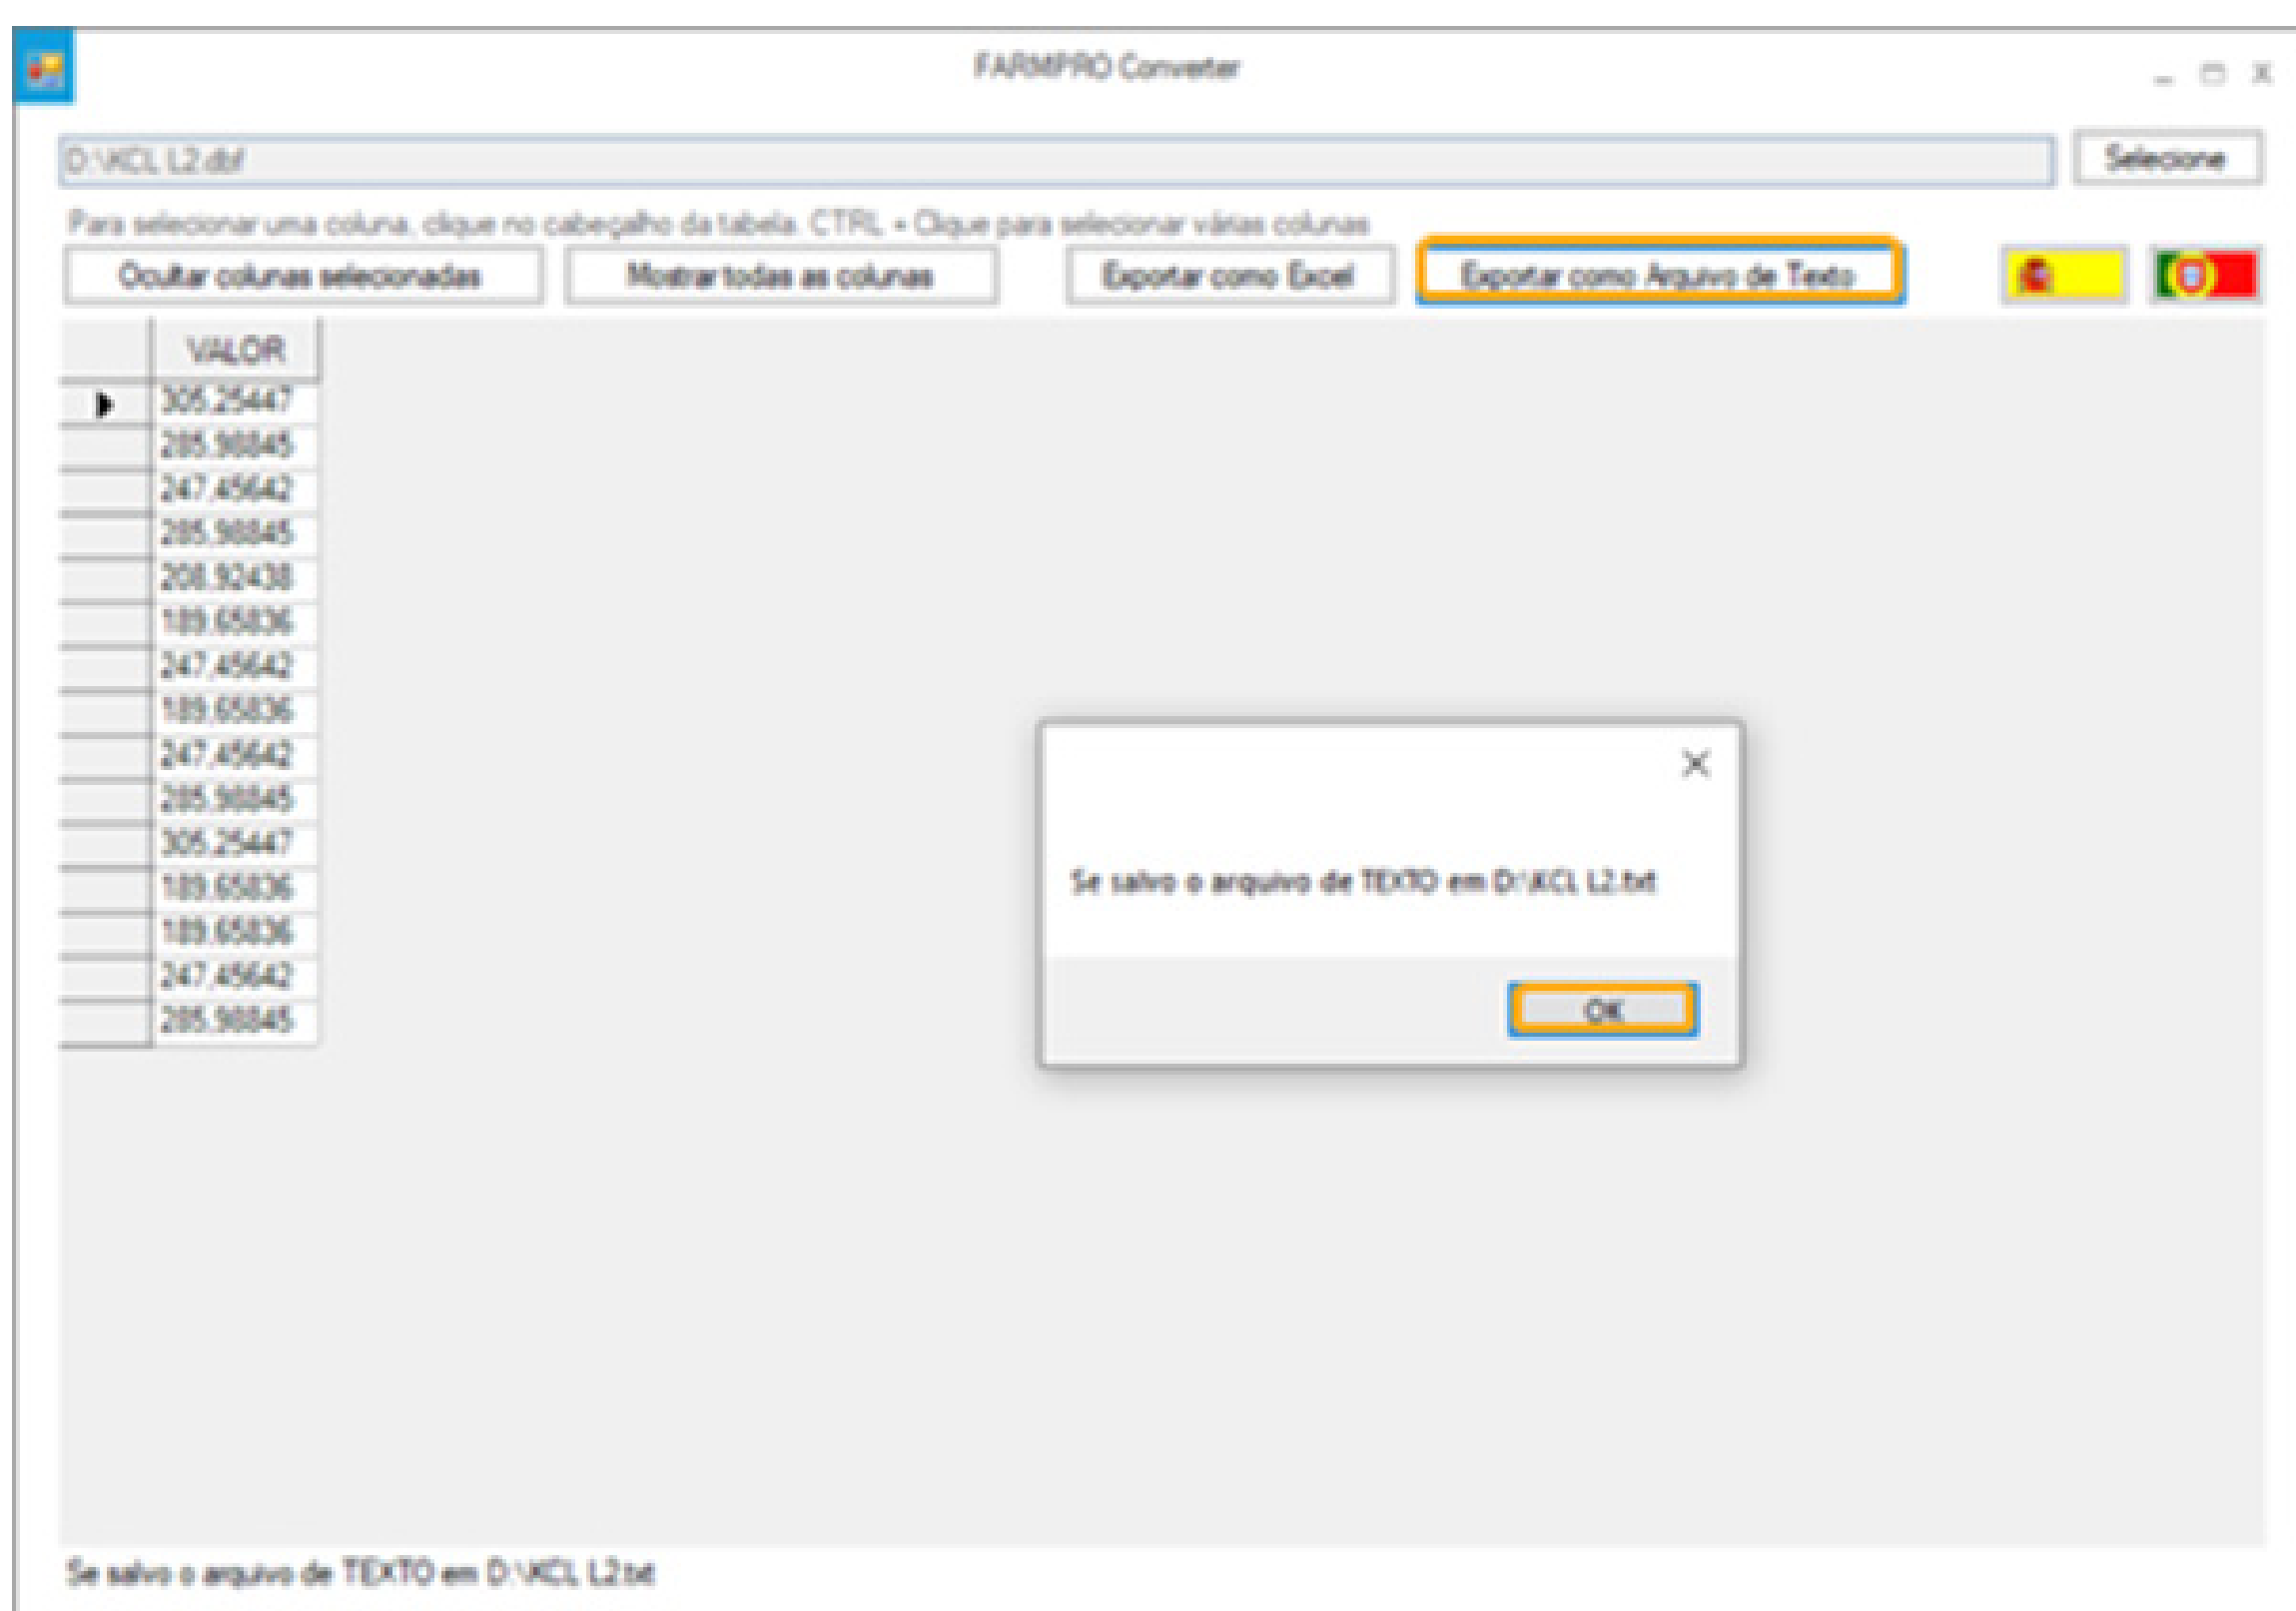 FARMPRO Converter
D:\KCL L2.dbf
Selecione
Para selecionar uma coluna, clique no cabeçalho da tabela. CTRL + Clique para selecionar várias colunas
Ocultar colunas selecionadas
Mostrar todas as colunas
Exportar como Excel
Exportar como Arquivo de Texto
VALOR
305,25447
285,98845
247,45642
285,98845
208,92438
189,65836
247,45642
189,65836
247,45642
285,98845
305,25447
189,65836
189,65836
247,45642
285,98845
Se salvo o arquivo de TEXTO em D:\KCL L2.txt
OK
Se salvo o arquivo de TEXTO em D:\KCL L2.txt